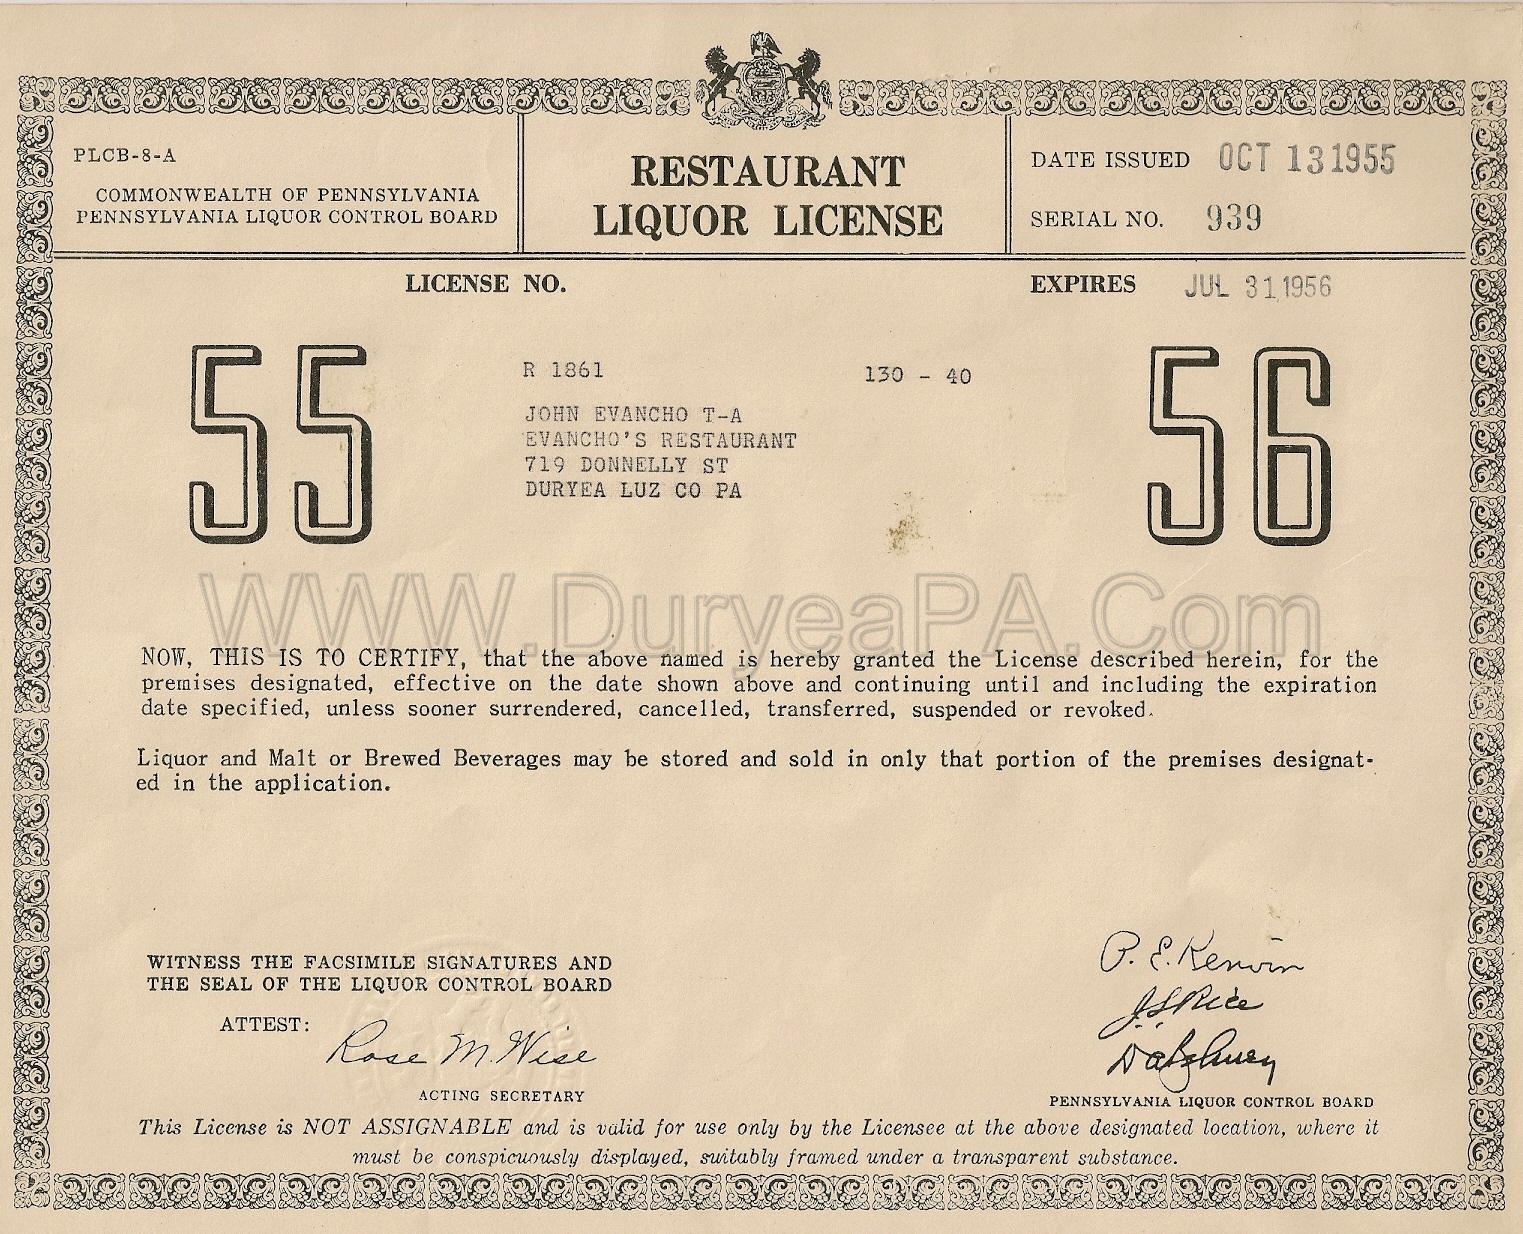 PLCB-8-A
COMMONWEALTH OF PENNSYLVANIA
PENNSYLVANIA LIQUOR CONTROL BOARD
RESTAURANT
LIQUOR LICENSE
DATE ISSUED OCT 13 1955
SERIAL NO. 939
LICENSE NO.
EXPIRES JUL 31 1956
55
R 1861 130 - 40
JOHN EVANCHO T-A
EVANCHO'S RESTAURANT
719 DONNELLY ST
DURYEA LUZ CO PA
56
WWW.DuryeaPA.Com
NOW, THIS IS TO CERTIFY, that the above named is hereby granted the License described herein, for the
premises designated, effective on the date shown above and continuing until and including the expiration
date specified, unless sooner surrendered, cancelled, transferred, suspended or revoked.
Liquor and Malt or Brewed Beverages may be stored and sold in only that portion of the premises designat-
ed in the application.
WITNESS THE FACSIMILE SIGNATURES AND
THE SEAL OF THE LIQUOR CONTROL BOARD
ATTEST:
Rose M. Wise
ACTING SECRETARY
P. E. Kerwin
J. S. Rice
PENNSYLVANIA LIQUOR CONTROL BOARD
This License is NOT ASSIGNABLE and is valid for use only by the Licensee at the above designated location, where it
must be conspicuously displayed, suitably framed under a transparent substance.